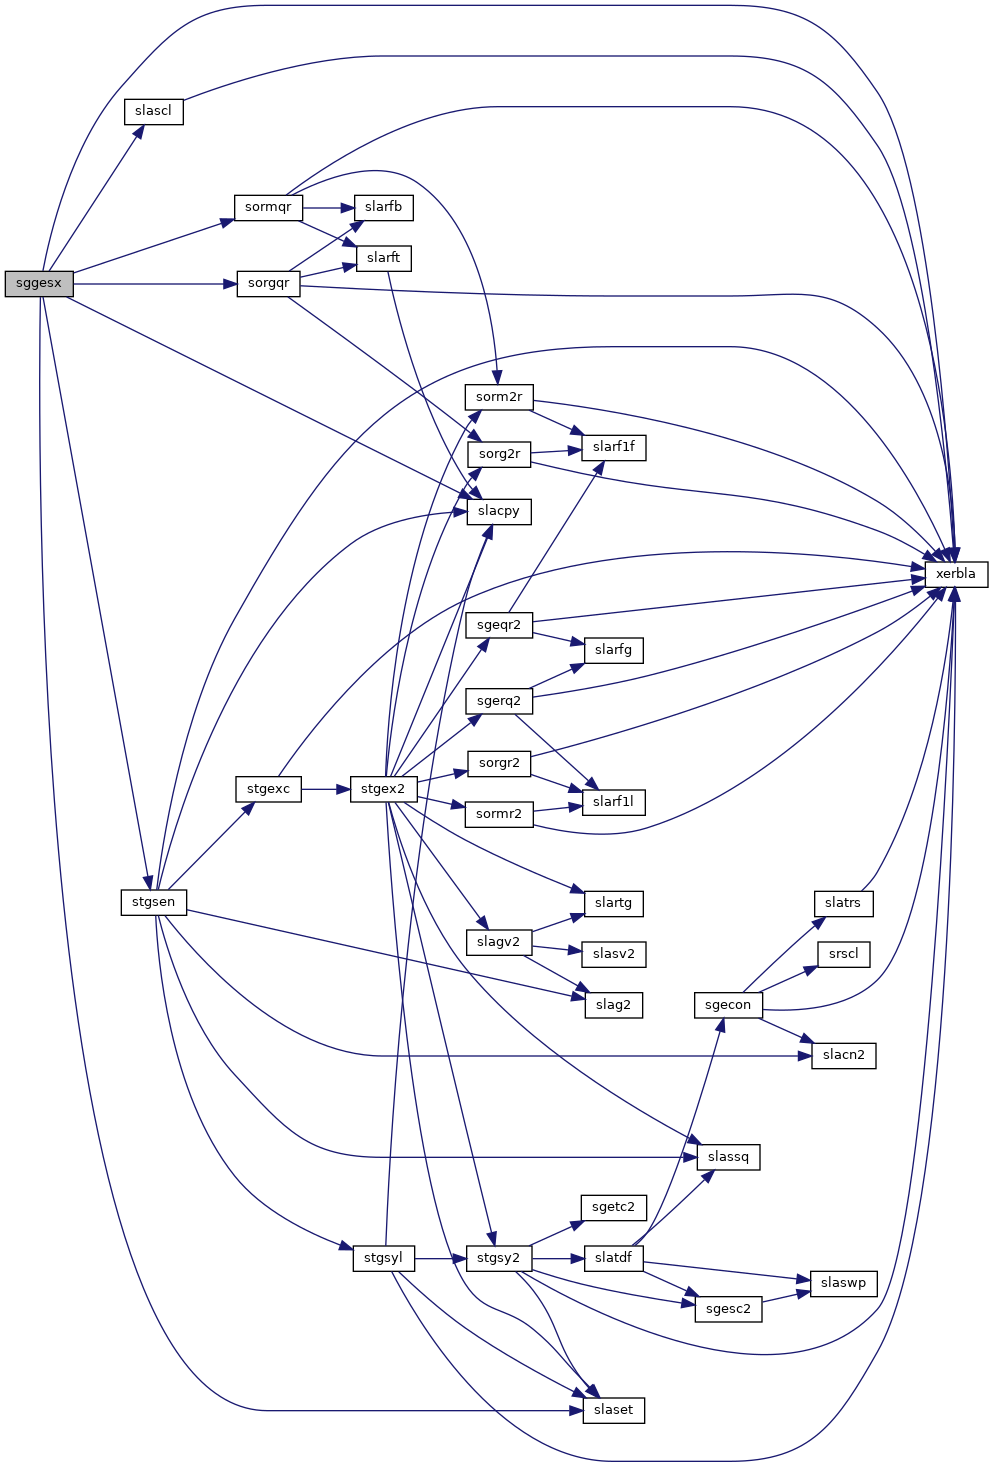 slascl
sormqr
slarfb
slarft
sggesx
sorgqr
sorm2r
slarf1f
sorg2r
slacpy
xerbla
sgeqr2
slarfg
sgerq2
sorgr2
stgexc
stgex2
slarf1l
sormr2
stgsen
slartg
slatrs
slagv2
slasv2
srscl
slag2
sgecon
slacn2
slassq
sgetc2
stgsyl
stgsy2
slatdf
slaswp
sgesc2
slaset